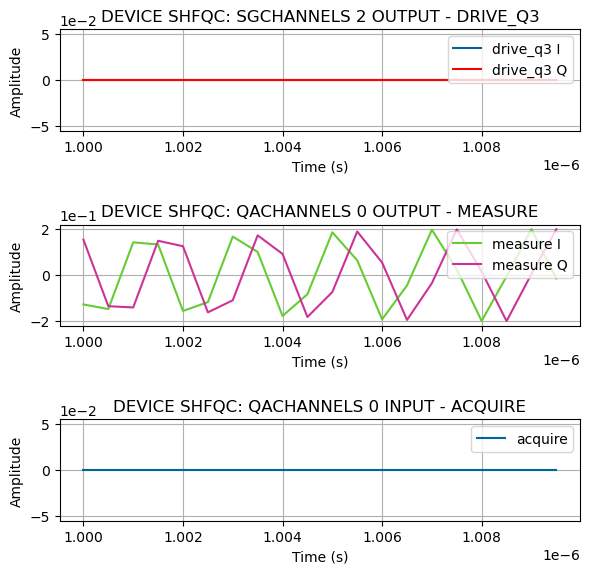 DEVICE SHFQC: SGCHANNELS 2 OUTPUT - DRIVE_Q3
1e−2
5
0
−5
Amplitude
drive_q3 I
drive_q3 Q
1.000 1.002 1.004 1.006 1.008
Time (s)
1e−6
DEVICE SHFQC: QACHANNELS 0 OUTPUT - MEASURE
1e−1
2
0
−2
Amplitude
measure I
measure Q
1.000 1.002 1.004 1.006 1.008
Time (s)
1e−6
DEVICE SHFQC: QACHANNELS 0 INPUT - ACQUIRE
1e−2
5
0
−5
Amplitude
acquire
1.000 1.002 1.004 1.006 1.008
Time (s)
1e−6